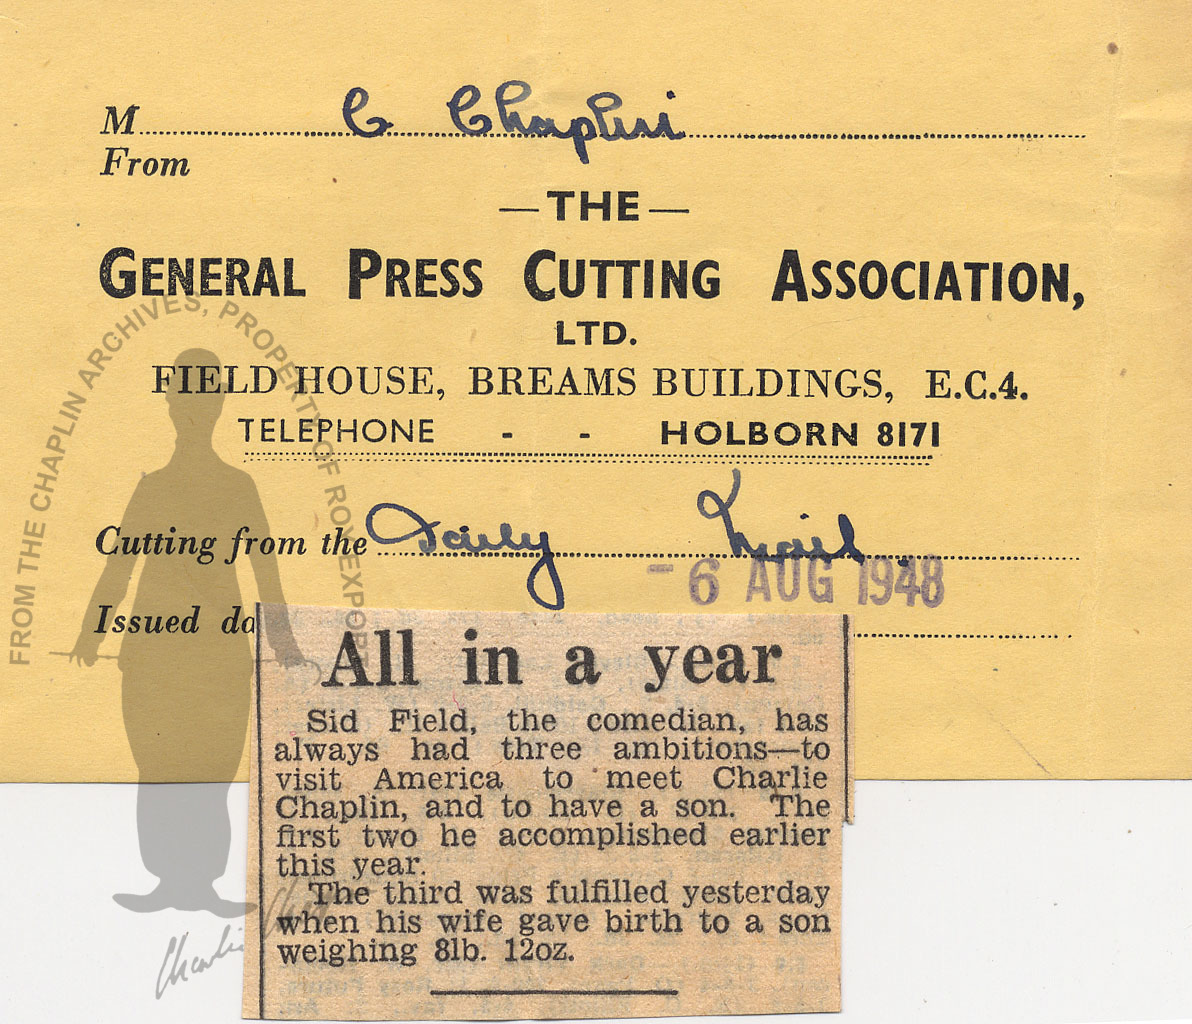 M C Chaplin
From
— THE —
GENERAL PRESS CUTTING ASSOCIATION,
LTD.
FIELD HOUSE, BREAMS BUILDINGS, E.C.4.
TELEPHONE - - HOLBORN 8171
Cutting from the Daily Mail.
- 6 AUG 1948
Issued da
All in a year
Sid Field, the comedian, has
always had three ambitions—to
visit America to meet Charlie
Chaplin, and to have a son. The
first two he accomplished earlier
this year.
The third was fulfilled yesterday
when his wife gave birth to a son
weighing 8lb. 12oz.
FROM THE CHAPLIN ARCHIVES, PROPERTY OF ROY EXPORT
Charlie